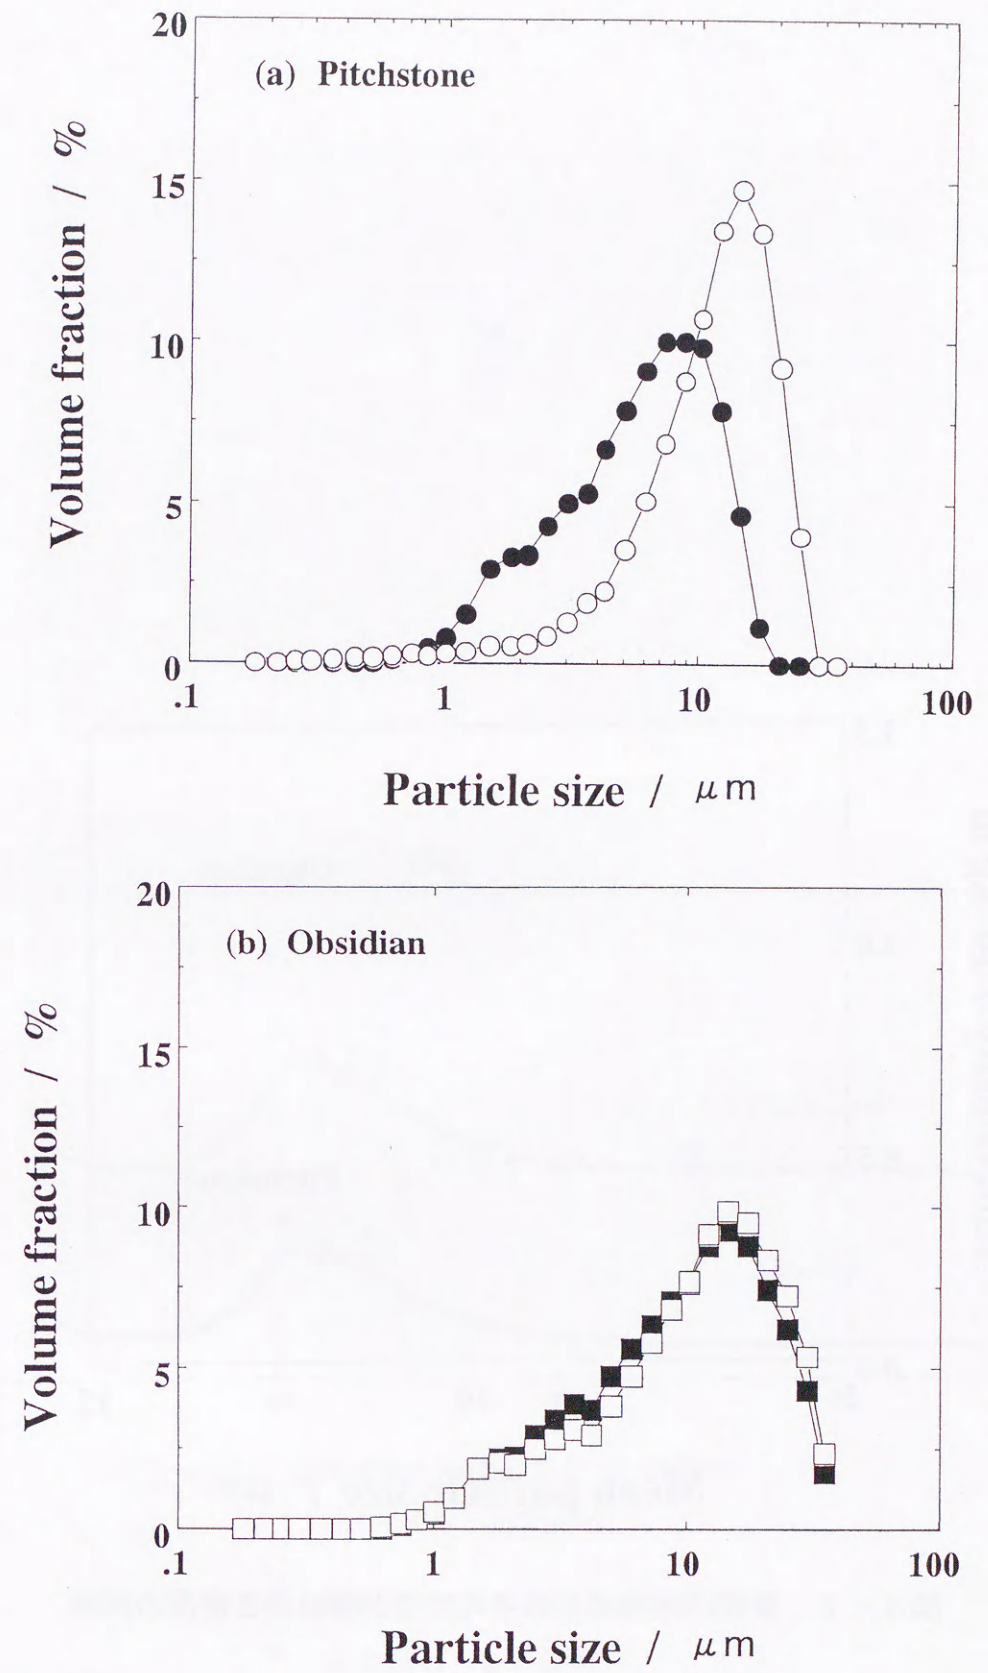 20
(a) Pitchstone
15
10
5
0
Volume fraction / %
.1 1 10 100
Particle size / μm
20
(b) Obsidian
15
10
5
0
Volume fraction / %
.1 1 10 100
Particle size / μm